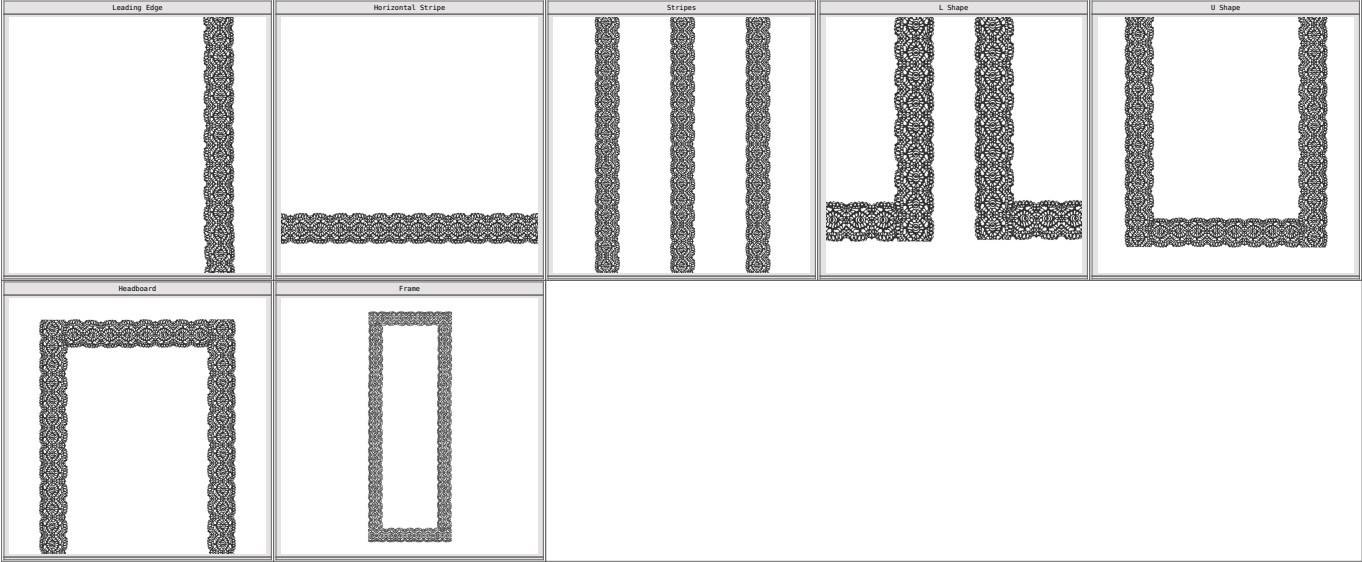 Leading Edge
Horizontal Stripe
Stripes
L Shape
U Shape
Headboard
Frame